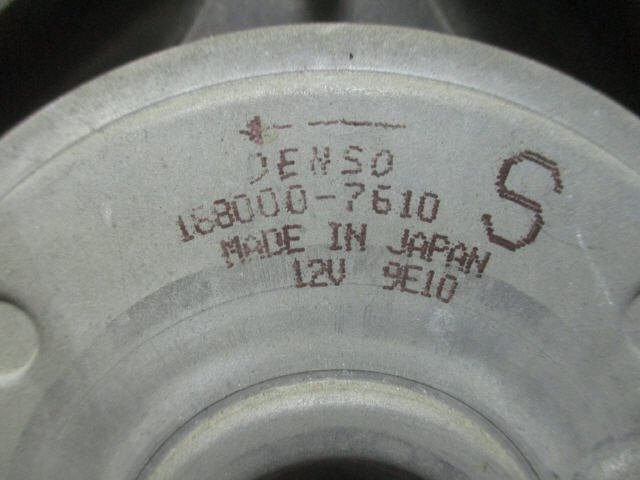 DENSO
168000-7610
MADE IN JAPAN
12V 9E10
S